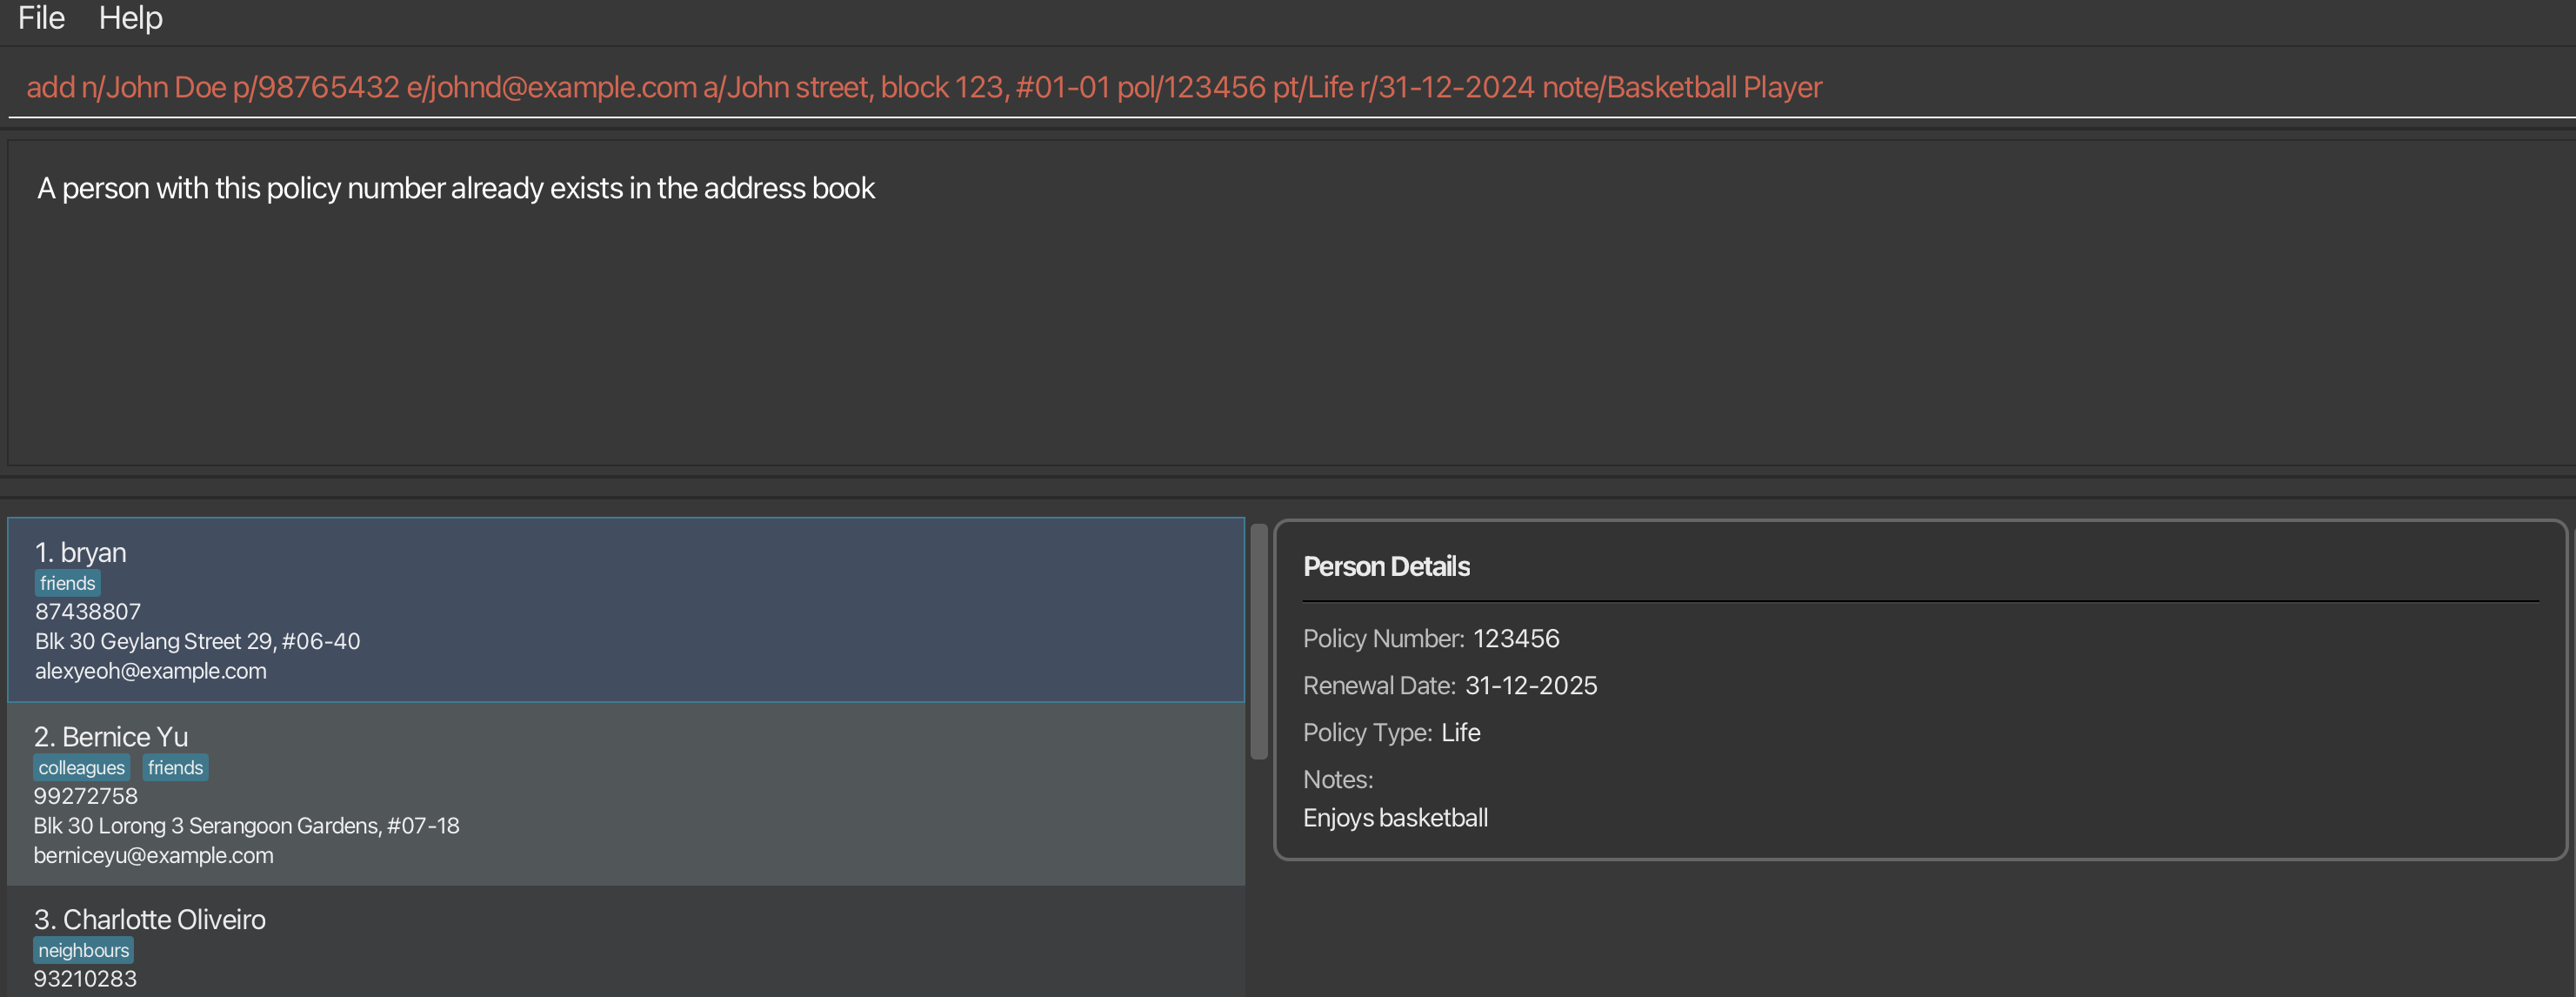 File Help
add n/John Doe p/98765432 e/johnd@example.com a/John street, block 123, #01-01 pol/123456 pt/Life r/31-12-2024 note/Basketball Player
A person with this policy number already exists in the address book
1. bryan
friends
87438807
Blk 30 Geylang Street 29, #06-40
alexyeoh@example.com
2. Bernice Yu
colleagues friends
99272758
Blk 30 Lorong 3 Serangoon Gardens, #07-18
berniceyu@example.com
3. Charlotte Oliveiro
neighbours
93210283
Person Details
Policy Number: 123456
Renewal Date: 31-12-2025
Policy Type: Life
Notes:
Enjoys basketball